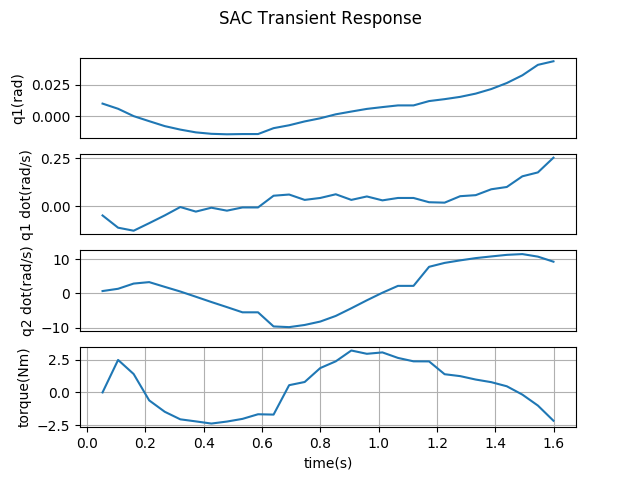 SAC Transient Response
q1(rad)
0.025
0.000
q1 dot(rad/s)
0.25
0.00
q2 dot(rad/s)
10
0
−10
torque(Nm)
2.5
0.0
−2.5
0.0 0.2 0.4 0.6 0.8 1.0 1.2 1.4 1.6
time(s)